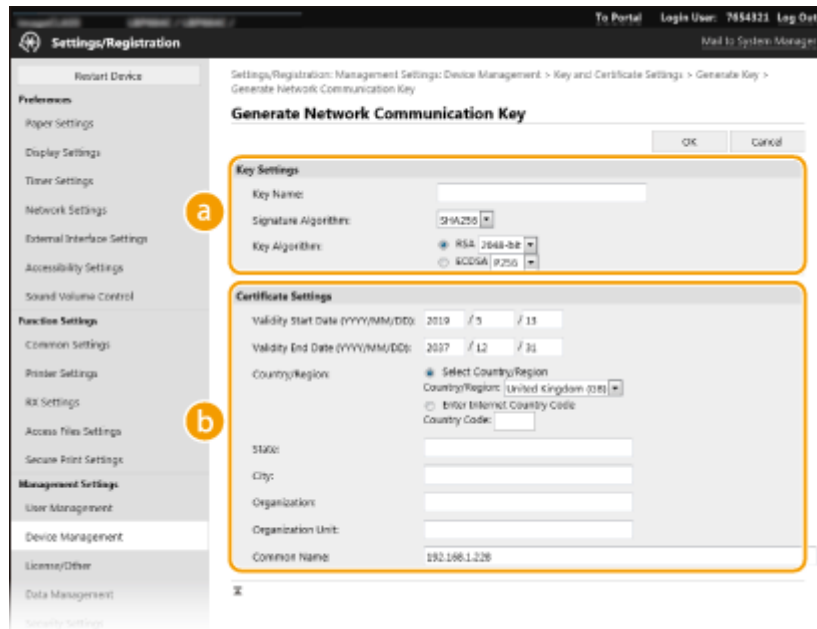 To Portal Login User: 7654321 Log Out
Settings/Registration
Mail to System Manager
Restart Device
Preferences
Paper Settings
Display Settings
Timer Settings
Network Settings
External Interface Settings
Accessibility Settings
Sound Volume Control
Function Settings
Common Settings
Printer Settings
RX Settings
Access Files Settings
Secure Print Settings
Management Settings
User Management
Device Management
License/Other
Data Management
Security Settings
Settings/Registration: Management Settings: Device Management > Key and Certificate Settings > Generate Key >
Generate Network Communication Key
Generate Network Communication Key
OK Cancel
a
Key Settings
Key Name:
Signature Algorithm: SHA256
Key Algorithm: RSA 2048-bit
ECDSA P256
b
Certificate Settings
Validity Start Date (YYYY/MM/DD): 2019 / 5 / 13
Validity End Date (YYYY/MM/DD): 2037 / 12 / 31
Country/Region: Select Country/Region
Country/Region: United Kingdom (GB)
Enter Internet Country Code
Country Code:
State:
City:
Organization:
Organization Unit:
Common Name: 192.168.1.228